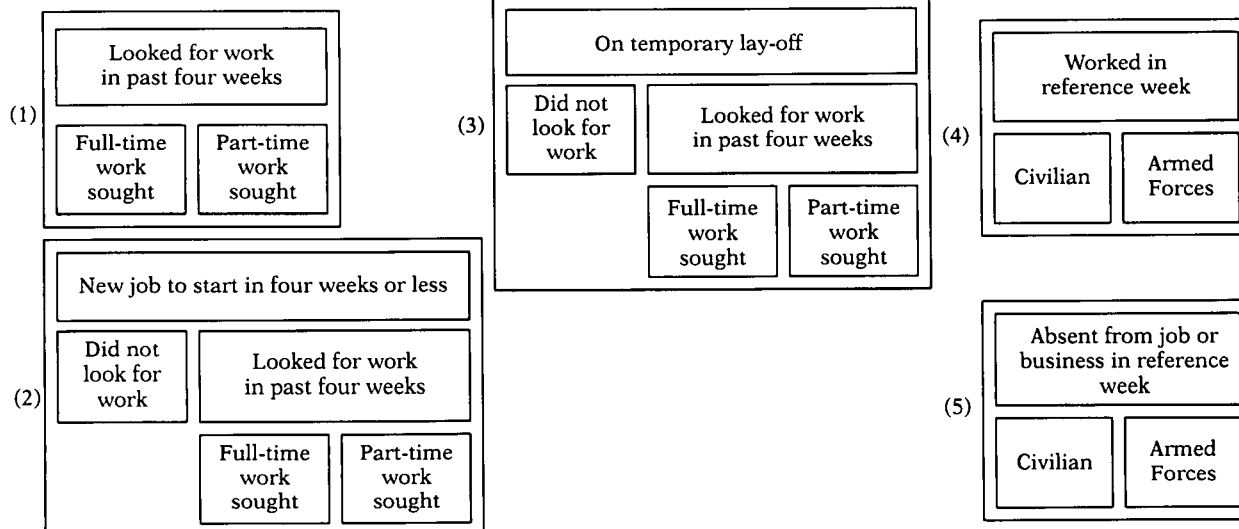 (1)
Looked for work
in past four weeks
Full-time
work
sought
Part-time
work
sought
(2)
New job to start in four weeks or less
Did not
look for
work
Looked for work
in past four weeks
Full-time
work
sought
Part-time
work
sought
(3)
On temporary lay-off
Did not
look for
work
Looked for work
in past four weeks
Full-time
work
sought
Part-time
work
sought
(4)
Worked in
reference week
Civilian
Armed
Forces
(5)
Absent from job or
business in reference
week
Civilian
Armed
Forces